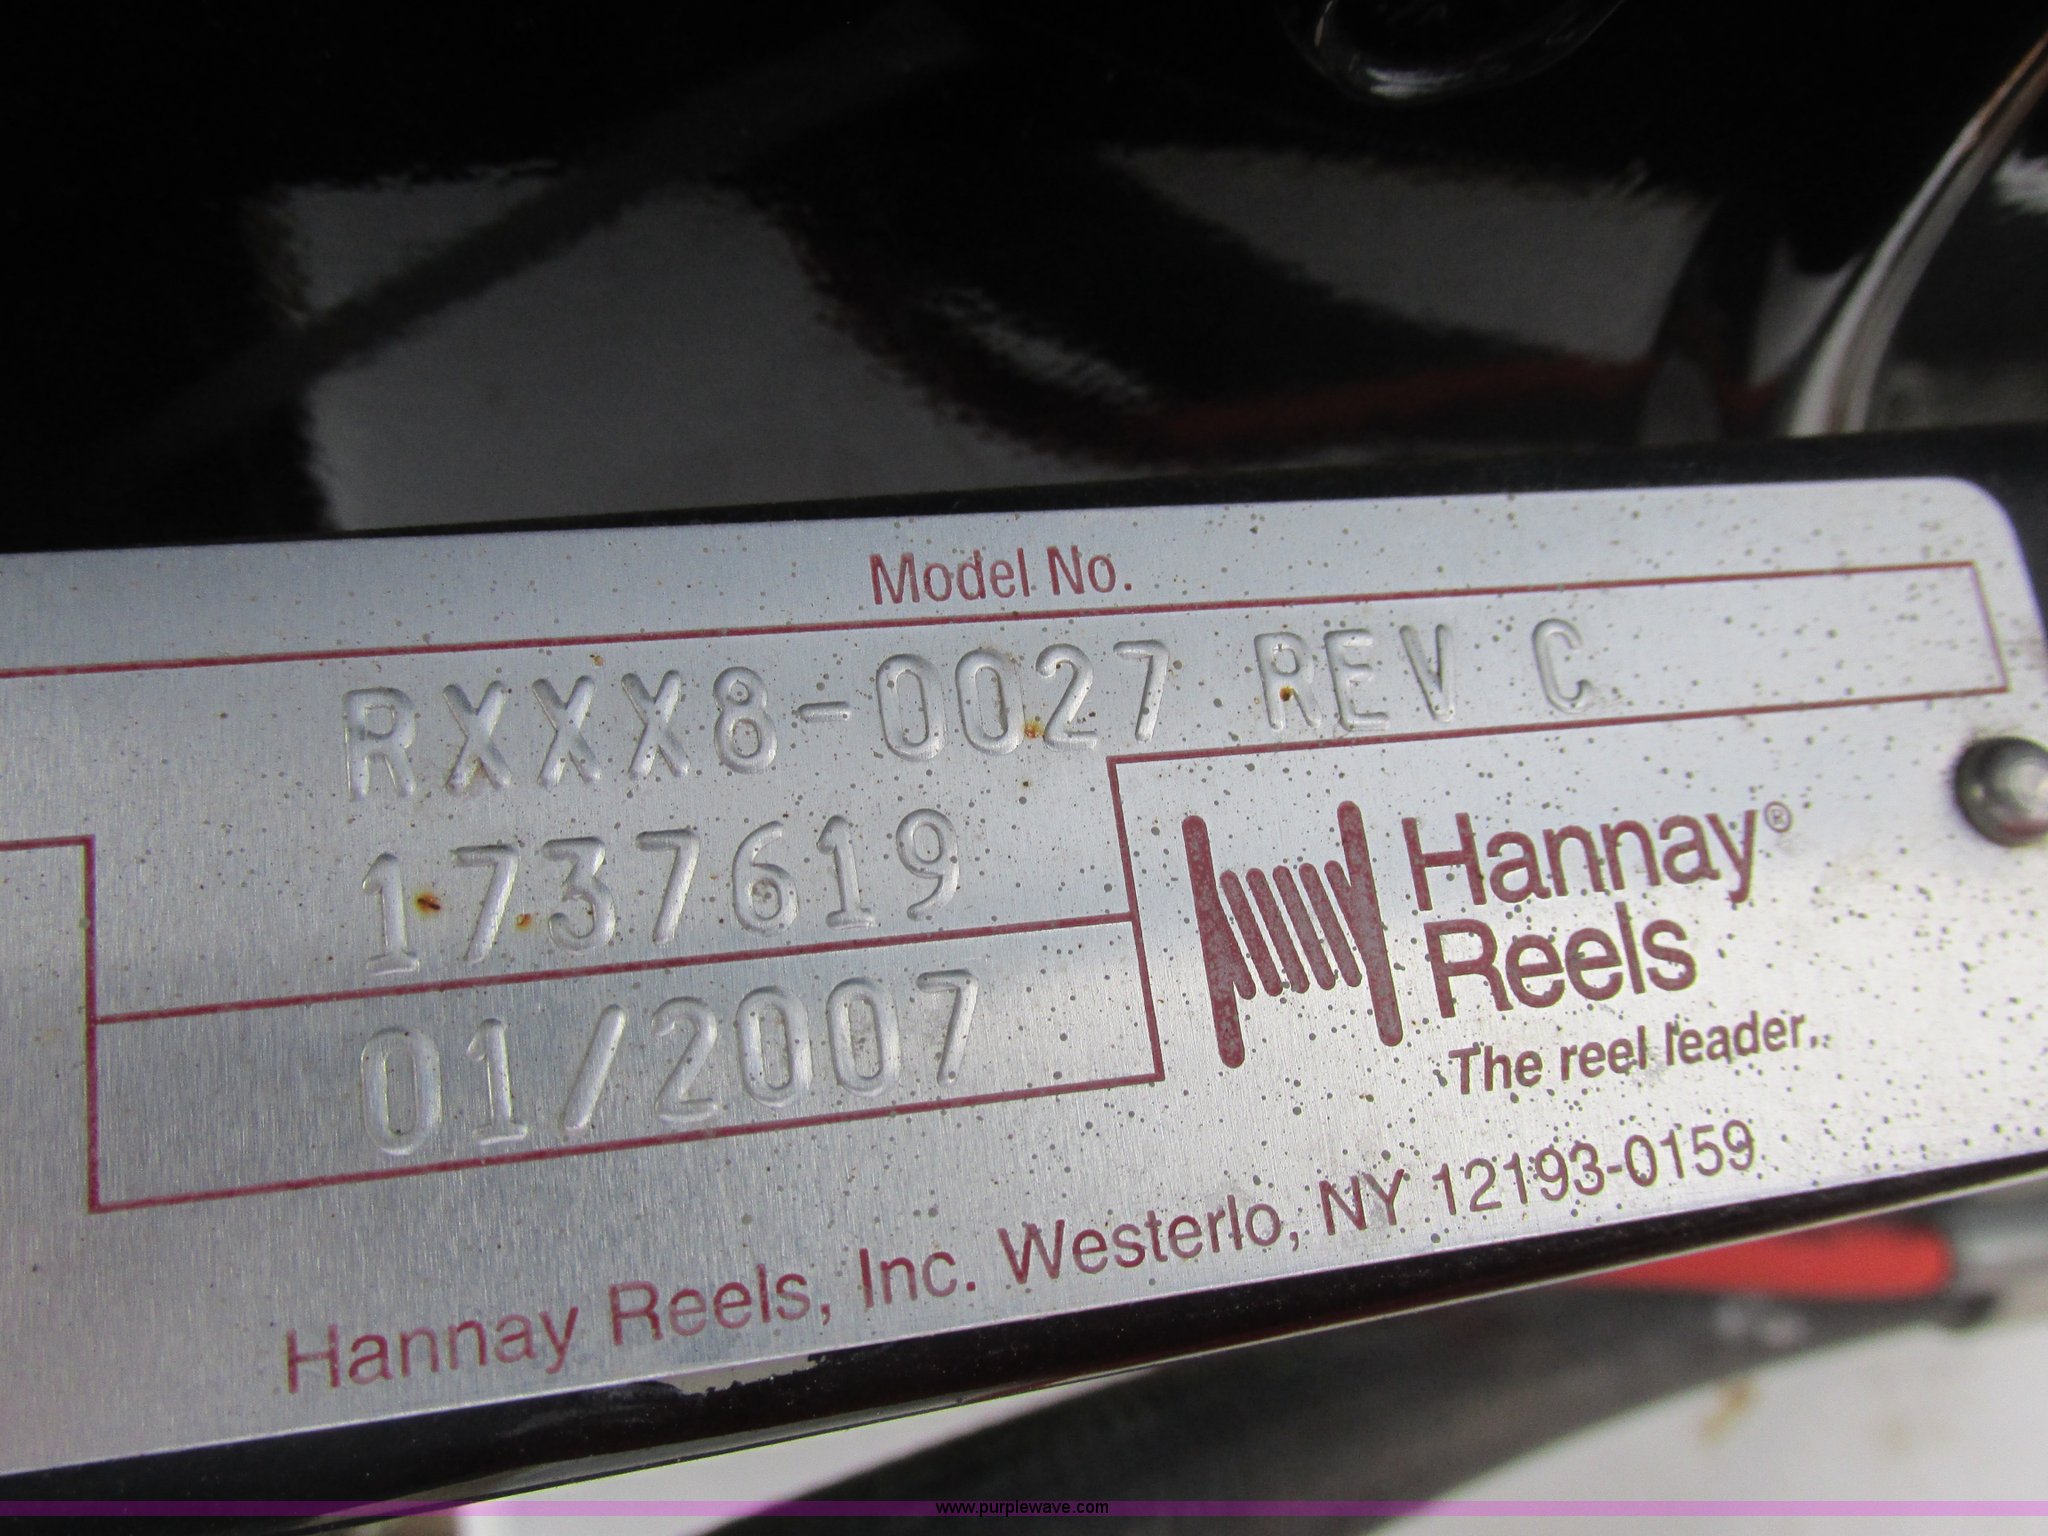 Model No.
RXXX8-0027 REV C
1737619
01/2007
Hannay®
Reels
The reel leader.
Hannay Reels, Inc. Westerlo, NY 12193-0159
www.purplewave.com